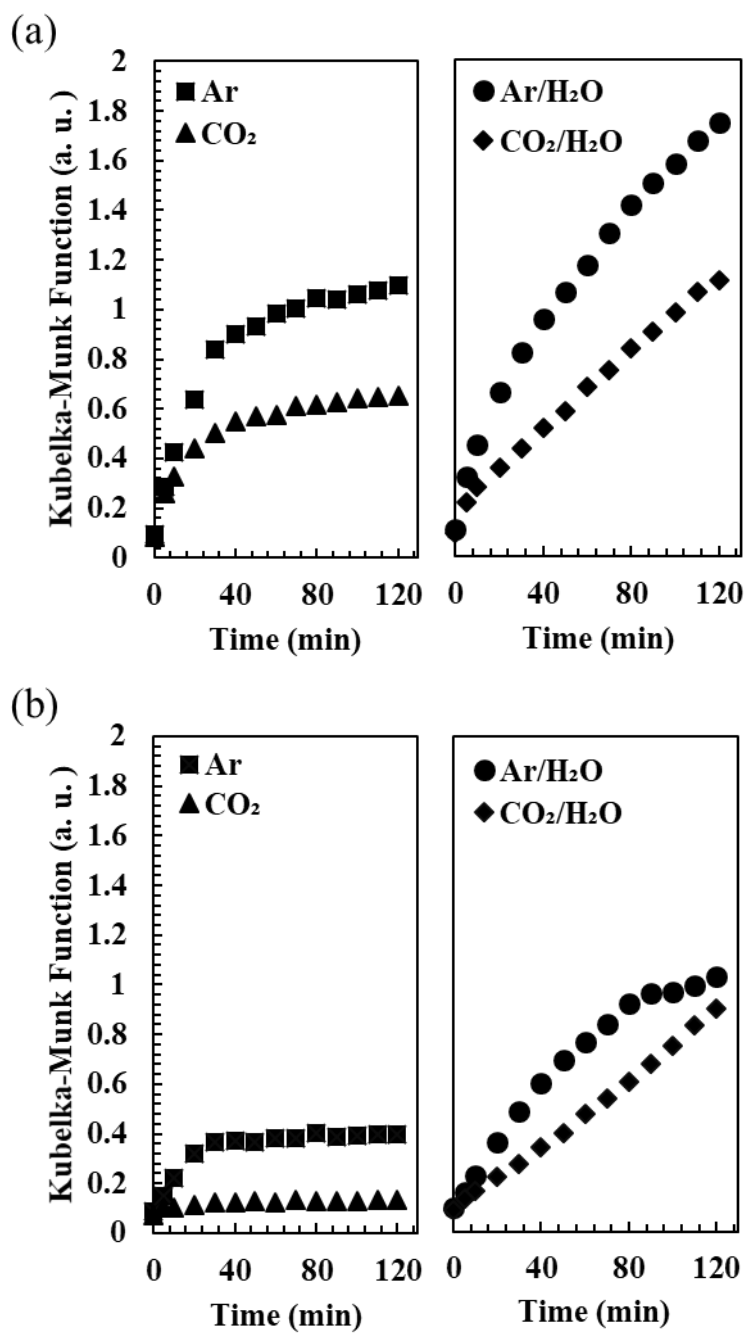 (a)
Kubelka-Munk Function (a. u. )
2
1.8
1.6
1.4
1.2
1
0.8
0.6
0.4
0.2
0
Ar
CO₂
0 40 80 120
Time (min)
Ar/H₂O
CO₂/H₂O
0 40 80 120
Time (min)
(b)
Kubelka-Munk Function (a. u. )
2
1.8
1.6
1.4
1.2
1
0.8
0.6
0.4
0.2
0
Ar
CO₂
0 40 80 120
Time (min)
Ar/H₂O
CO₂/H₂O
0 40 80 120
Time (min)